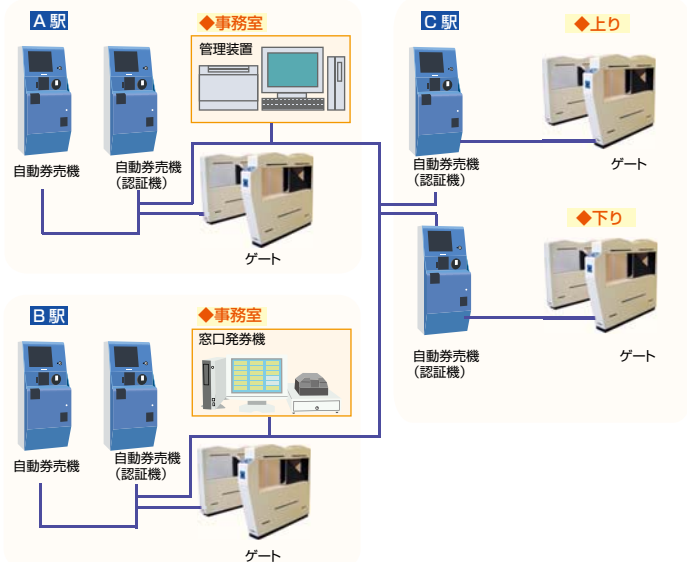 A駅
◆事務室
管理装置
自動券売機
自動券売機
（認証機）
ゲート
B駅
◆事務室
窓口発券機
自動券売機
自動券売機
（認証機）
ゲート
C駅
◆上り
自動券売機
（認証機）
ゲート
◆下り
自動券売機
（認証機）
ゲート